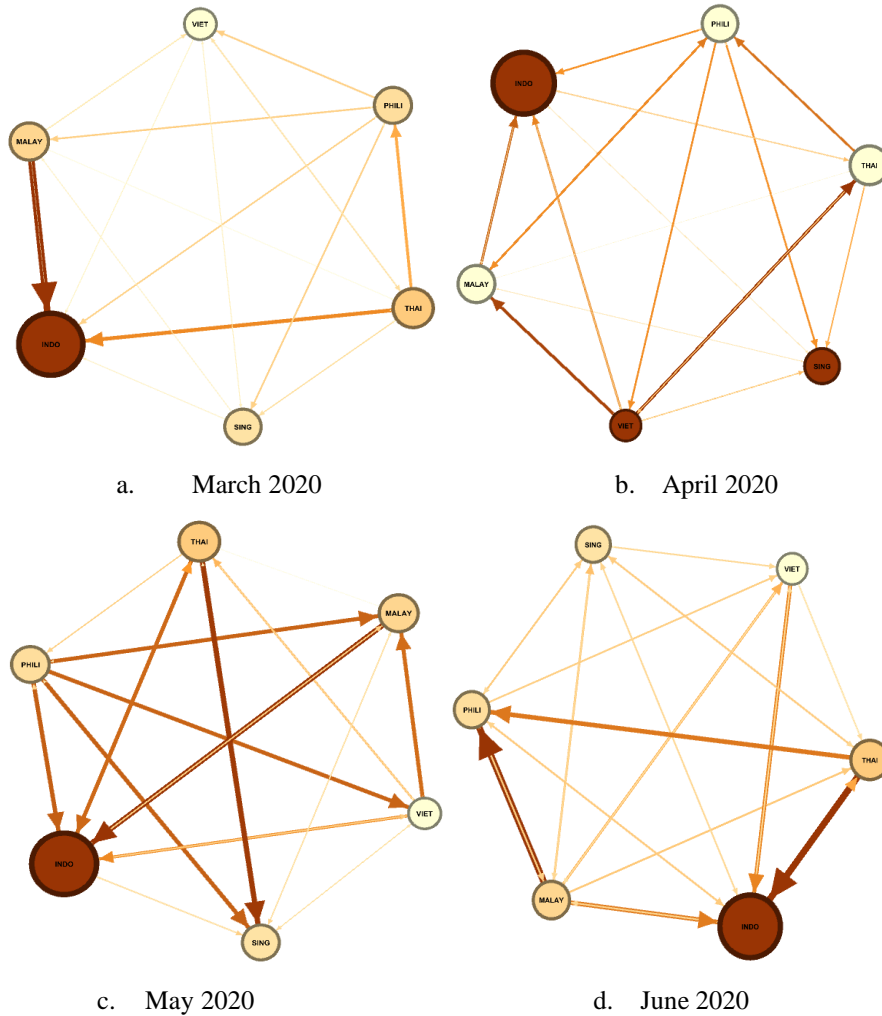 VIET
PHILI
MALAY
THAI
INDO
SING
a. March 2020
PHILI
INDO
THAI
MALAY
SING
VIET
b. April 2020
THAI
MALAY
PHILI
VIET
INDO
SING
c. May 2020
SING
VIET
PHILI
THAI
MALAY
INDO
d. June 2020